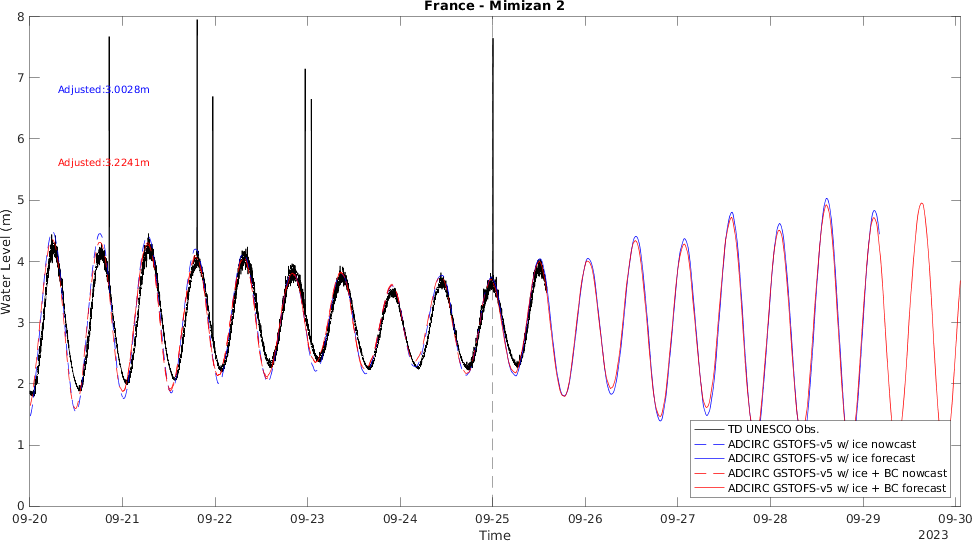 France - Mimizan 2
8
7
6
5
4
3
2
1
0
Water Level (m)
Adjusted:3.0028m
Adjusted:3.2241m
TD UNESCO Obs.
ADCIRC GSTOFS-v5 w/ ice nowcast
ADCIRC GSTOFS-v5 w/ ice forecast
ADCIRC GSTOFS-v5 w/ ice + BC nowcast
ADCIRC GSTOFS-v5 w/ ice + BC forecast
09-20 09-21 09-22 09-23 09-24 09-25 09-26 09-27 09-28 09-29 09-30
Time
2023